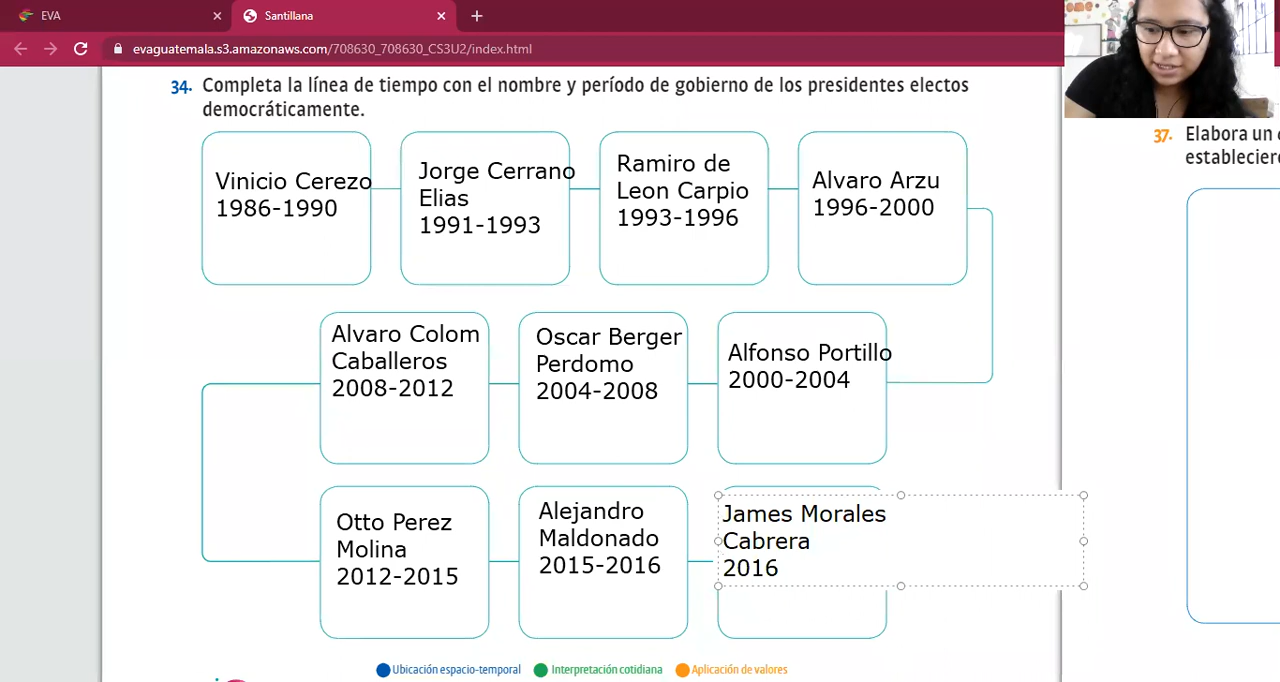 EVA
Santillana
evaguatemala.s3.amazonaws.com/708630_708630_CS3U2/index.html
34. Completa la línea de tiempo con el nombre y período de gobierno de los presidentes electos
democráticamente.
Vinicio Cerezo
1986-1990
Jorge Cerrano
Elias
1991-1993
Ramiro de
Leon Carpio
1993-1996
Alvaro Arzu
1996-2000
Alvaro Colom
Caballeros
2008-2012
Oscar Berger
Perdomo
2004-2008
Alfonso Portillo
2000-2004
Otto Perez
Molina
2012-2015
Alejandro
Maldonado
2015-2016
James Morales
Cabrera
2016
Ubicación espacio-temporal
Interpretación cotidiana
Aplicación de valores
37. Elabora un